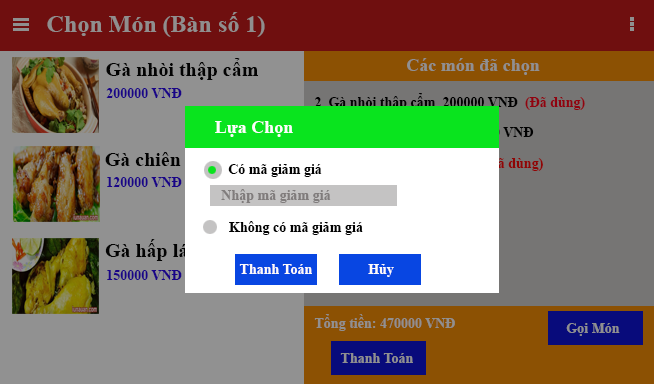 Chọn Món (Bàn số 1)
Gà nhòi thập cẩm
200000 VNĐ
Gà chiên
120000 VNĐ
Gà hấp lá
150000 VNĐ
Các món đã chọn
2 Gà nhòi thập cẩm 200000 VNĐ (Đã dùng)
VNĐ
dùng)
Lựa Chọn
Có mã giảm giá
Nhập mã giảm giá
Không có mã giảm giá
Thanh Toán
Hủy
Tổng tiền: 470000 VNĐ
Gọi Món
Thanh Toán